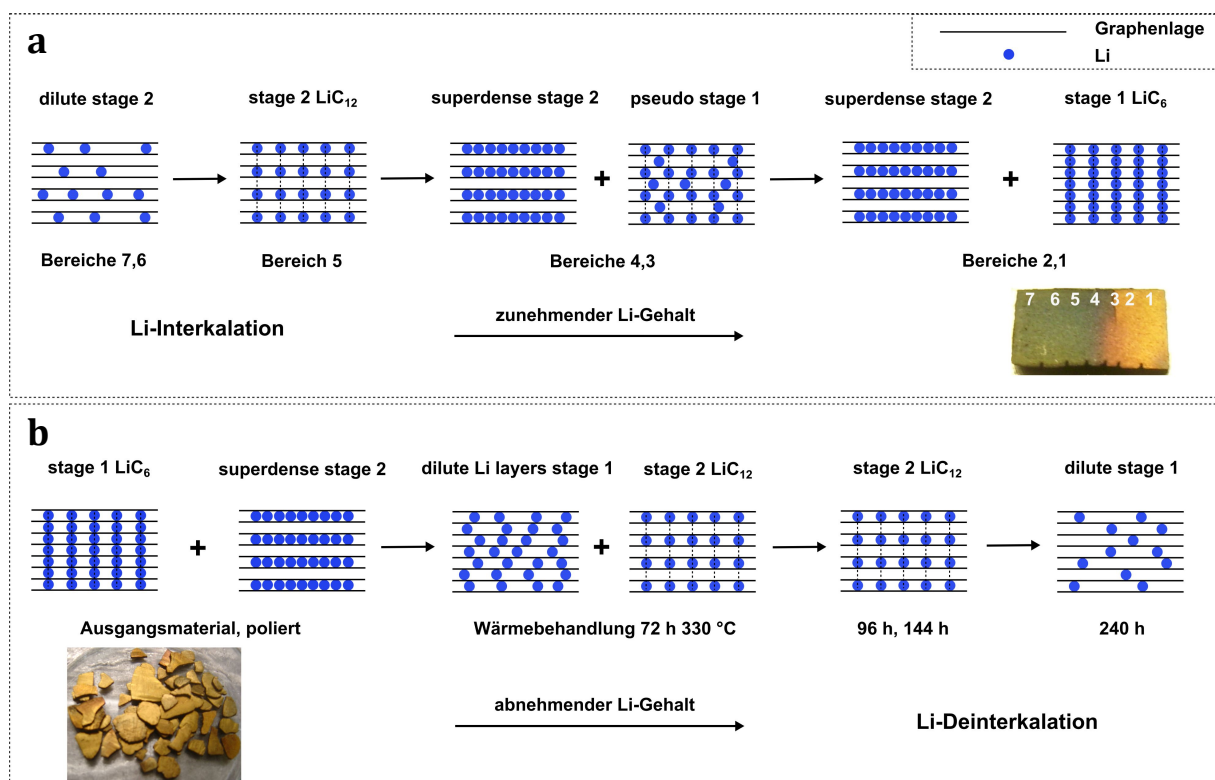 a
Graphenlage
Li
dilute stage 2
stage 2 LiC₁₂
superdense stage 2
pseudo stage 1
superdense stage 2
stage 1 LiC₆
+
+
Bereiche 7,6
Bereich 5
Bereiche 4,3
Bereiche 2,1
Li-Interkalation
zunehmender Li-Gehalt
7 6 5 4 3 2 1
b
stage 1 LiC₆
superdense stage 2
dilute Li layers stage 1
stage 2 LiC₁₂
stage 2 LiC₁₂
dilute stage 1
+
+
Ausgangsmaterial, poliert
Wärmebehandlung 72 h 330 °C
96 h, 144 h
240 h
abnehmender Li-Gehalt
Li-Deinterkalation